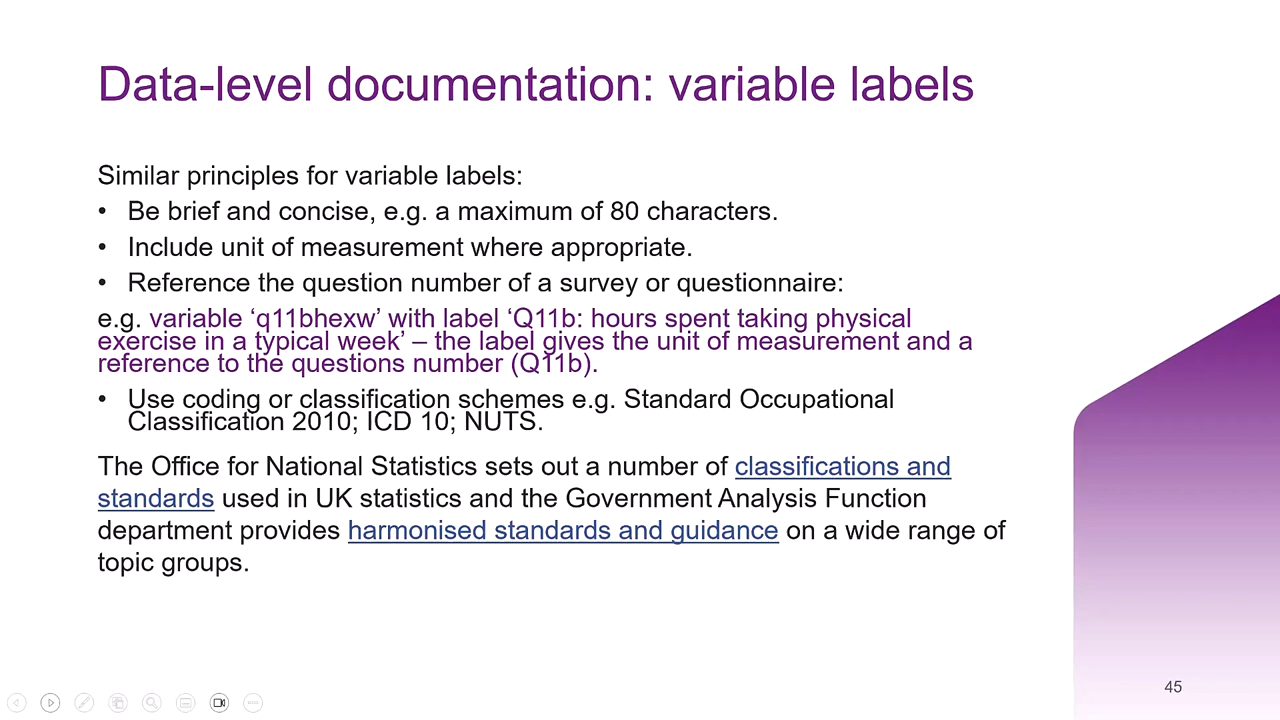 Data-level documentation: variable labels
Similar principles for variable labels:
• Be brief and concise, e.g. a maximum of 80 characters.
• Include unit of measurement where appropriate.
• Reference the question number of a survey or questionnaire:
e.g. variable ‘q11bhexw’ with label ‘Q11b: hours spent taking physical
exercise in a typical week’ – the label gives the unit of measurement and a
reference to the questions number (Q11b).
• Use coding or classification schemes e.g. Standard Occupational
Classification 2010; ICD 10; NUTS.
The Office for National Statistics sets out a number of classifications and
standards used in UK statistics and the Government Analysis Function
department provides harmonised standards and guidance on a wide range of
topic groups.
45